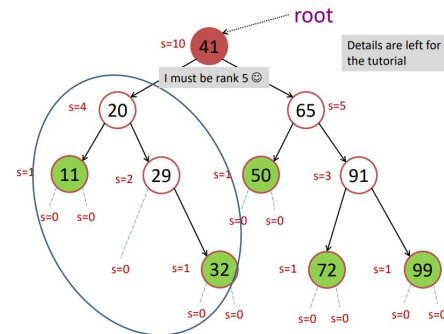 root
s=10
41
Details are left for
the tutorial
I must be rank 5 ☺
s=4
20
65
s=5
s=1
11
s=2
29
s=1
50
s=3
91
s=0
s=0
s=0
s=0
s=0
s=1
32
s=1
72
s=1
99
s=0
s=0
s=0
s=0
s=0
s=0